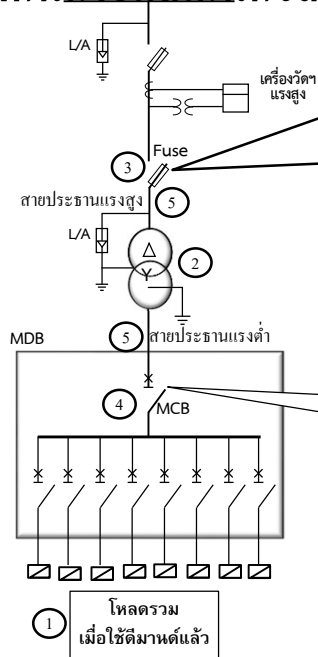 L/A
เครื่องวัดฯ
แรงสูง
Fuse
3
สายประธานแรงสูง
5
L/A
Δ
Y
2
5
สายประธานแรงต่ำ
MDB
4
MCB
1
โหลดรวม
เมื่อใช้ดีมานด์แล้ว